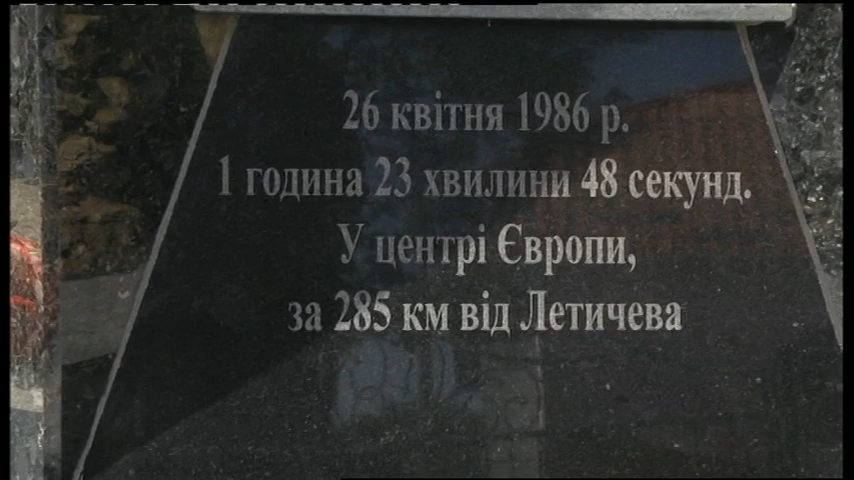 26 квітня 1986 р.
1 година 23 хвилини 48 секунд.
У центрі Європи,
за 285 км від Летичева